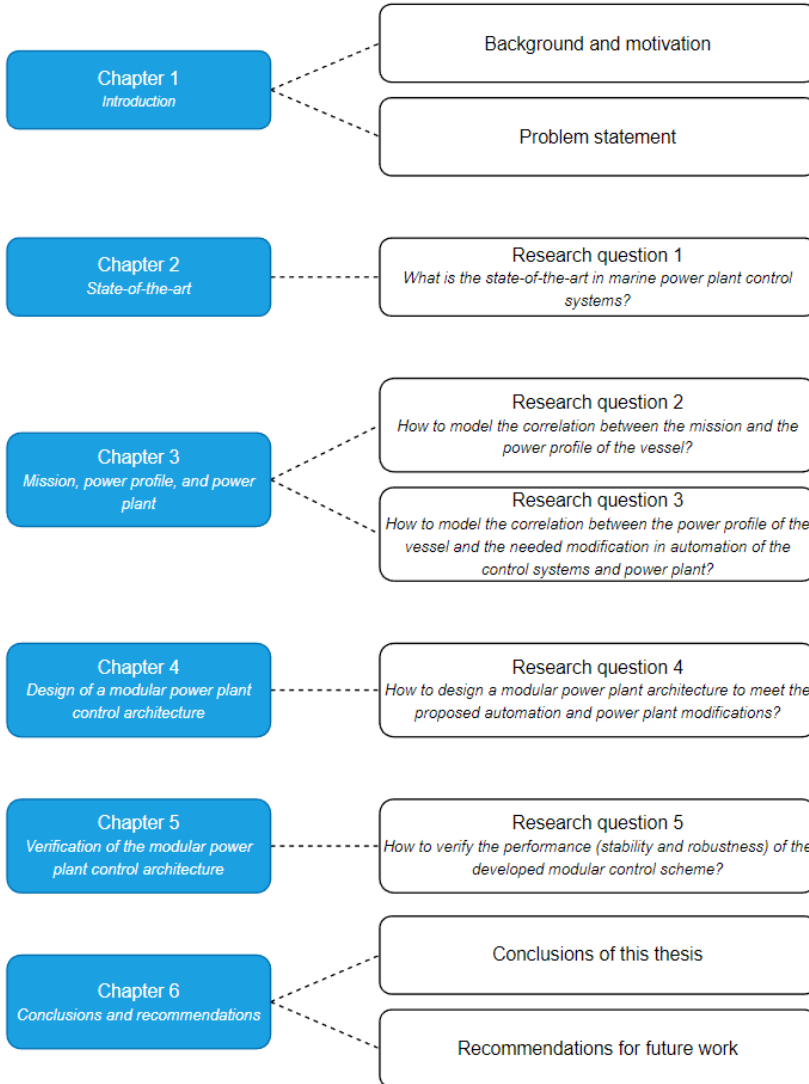 Chapter 1
Introduction
Background and motivation
Problem statement
Chapter 2
State-of-the-art
Research question 1
What is the state-of-the-art in marine power plant control
systems?
Chapter 3
Mission, power profile, and power
plant
Research question 2
How to model the correlation between the mission and the
power profile of the vessel?
Research question 3
How to model the correlation between the power profile of the
vessel and the needed modification in automation of the
control systems and power plant?
Chapter 4
Design of a modular power plant
control architecture
Research question 4
How to design a modular power plant architecture to meet the
proposed automation and power plant modifications?
Chapter 5
Verification of the modular power
plant control architecture
Research question 5
How to verify the performance (stability and robustness) of the
developed modular control scheme?
Chapter 6
Conclusions and recommendations
Conclusions of this thesis
Recommendations for future work